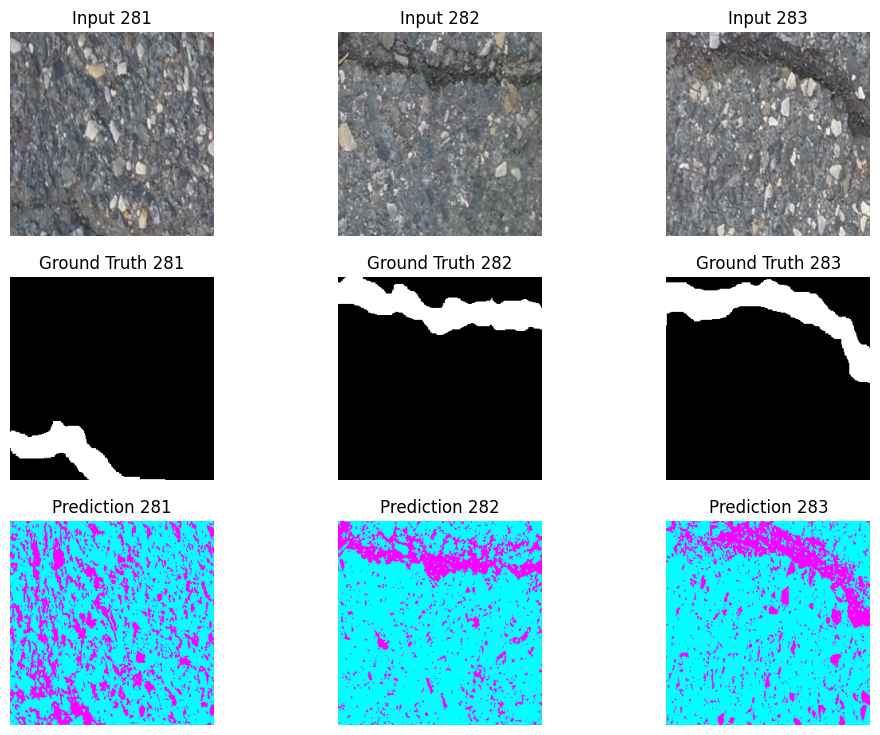 Input 281
Input 282
Input 283
Ground Truth 281
Ground Truth 282
Ground Truth 283
Prediction 281
Prediction 282
Prediction 283